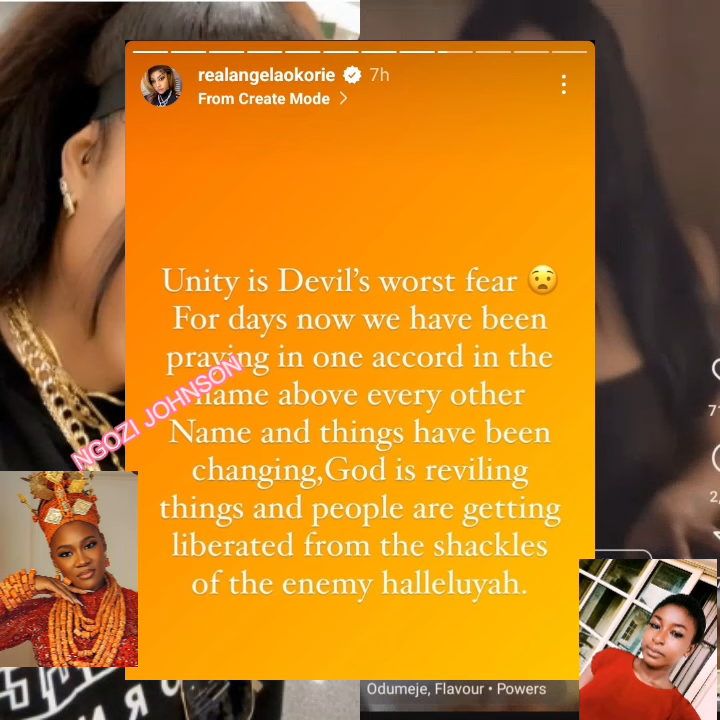 realangelaokorie 7h
From Create Mode
Unity is Devil's worst fear 😧
For days now we have been
praying in one accord in the
name above every other
Name and things have been
changing,God is reviling
things and people are getting
liberated from the shackles
of the enemy halleluyah.
NGOZI JOHNSON
Odumeje, Flavour • Powers